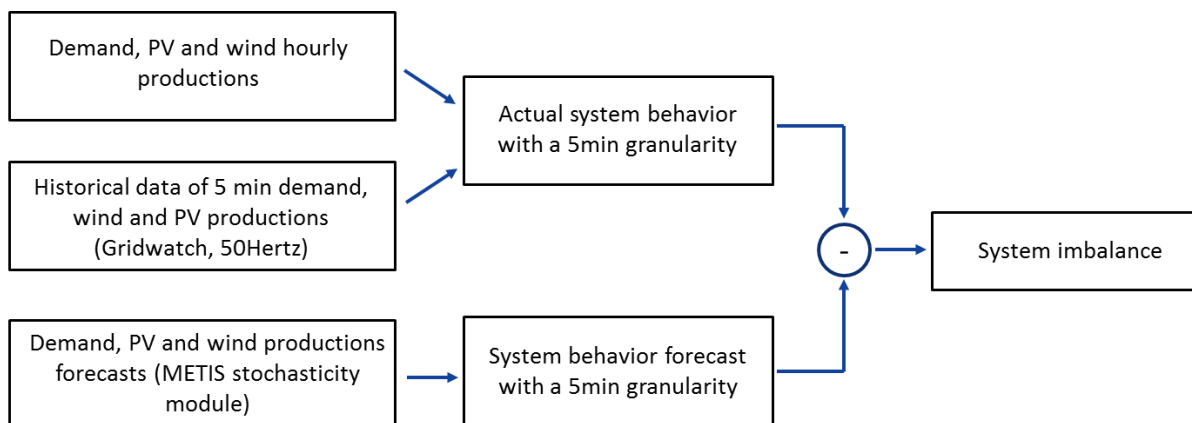 Demand, PV and wind hourly
productions
Historical data of 5 min demand,
wind and PV productions
(Gridwatch, 50Hertz)
Demand, PV and wind productions
forecasts (METIS stochasticity
module)
Actual system behavior
with a 5min granularity
System behavior forecast
with a 5min granularity
-
System imbalance